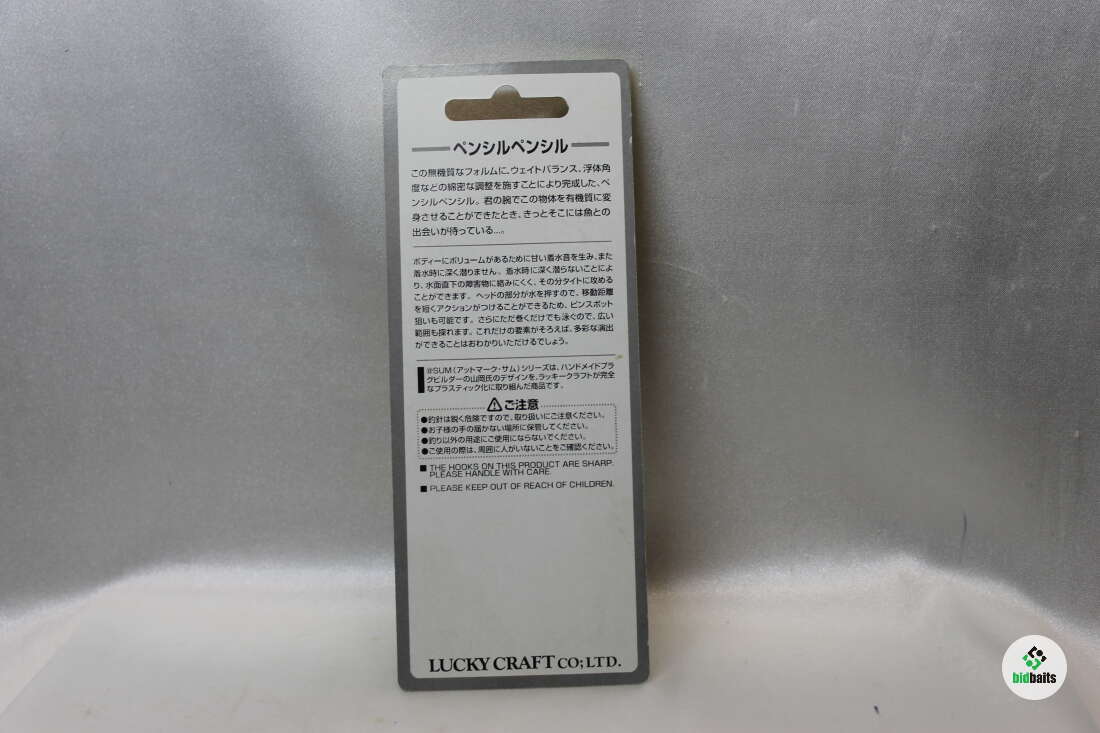 ペンシルペンシル
この無機質なフォルムに、ウェイトバランス、浮体角
度などの綿密な調整を施すことにより完成した、ペ
ンシルペンシル。君の腕でこの物体を有機質に変
身させることができたとき、きっとそこには魚との
出会いが待っている…。
ボディーにボリュームがあるために甘い着水音を生み、また
着水時に深く潜りません。着水時に深く潜らないことによ
り、水面直下の障害物に絡みにくく、その分タイトに攻める
ことができます。ヘッドの部分が水を押すので、移動距離
を短くアクションがつけることができるため、ピンスポット
狙いも可能です。さらにただ巻くだけでも泳ぐので、広い
範囲も探れます。これだけの要素がそろえば、多彩な演出
ができることはおわかりいただけるでしょう。
@SUM(アットマーク・サム)シリーズは、ハンドメイドプラ
グビルダーの山岡氏のデザインを、ラッキークラフトが完全
なプラスティック化に取り組んだ商品です。
ご注意
●釣針は鋭く危険ですので、取り扱いにご注意ください。
●お子様の手の届かない場所に保管してください。
●釣り以外の用途にご使用にならないでください。
●ご使用の際は、周囲に人がいないことをご確認ください。
■ THE HOOKS ON THIS PRODUCT ARE SHARP.
PLEASE HANDLE WITH CARE.
■ PLEASE KEEP OUT OF REACH OF CHILDREN.
LUCKY CRAFT CO;LTD.
bidbaits